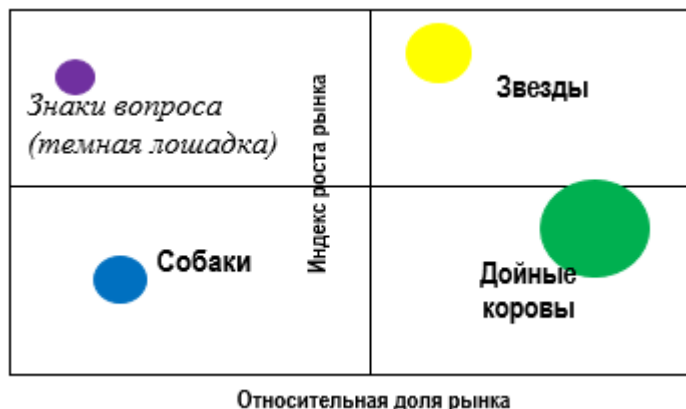 Знаки вопроса
(темная лошадка)
Индекс роста рынка
Звезды
Собаки
Дойные
коровы
Относительная доля рынка